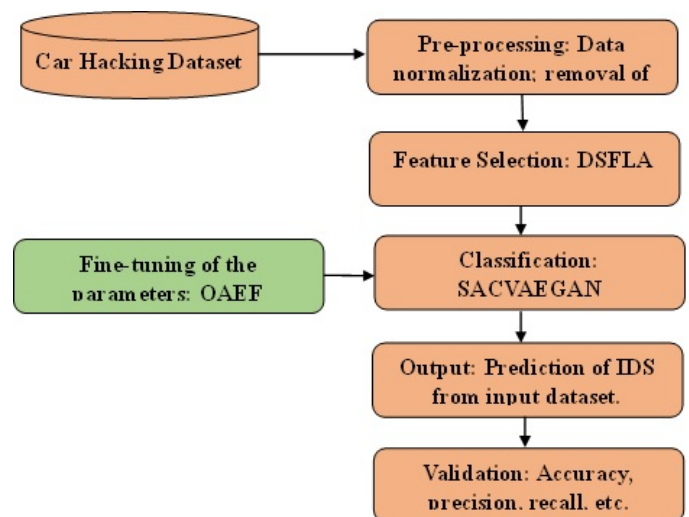 Car Hacking Dataset
Pre-processing: Data
normalization; removal of
Feature Selection: DSFLA
Fine-tuning of the
parameters: OAEF
Classification:
SACVAEGAN
Output: Prediction of IDS
from input dataset.
Validation: Accuracy,
precision, recall, etc.